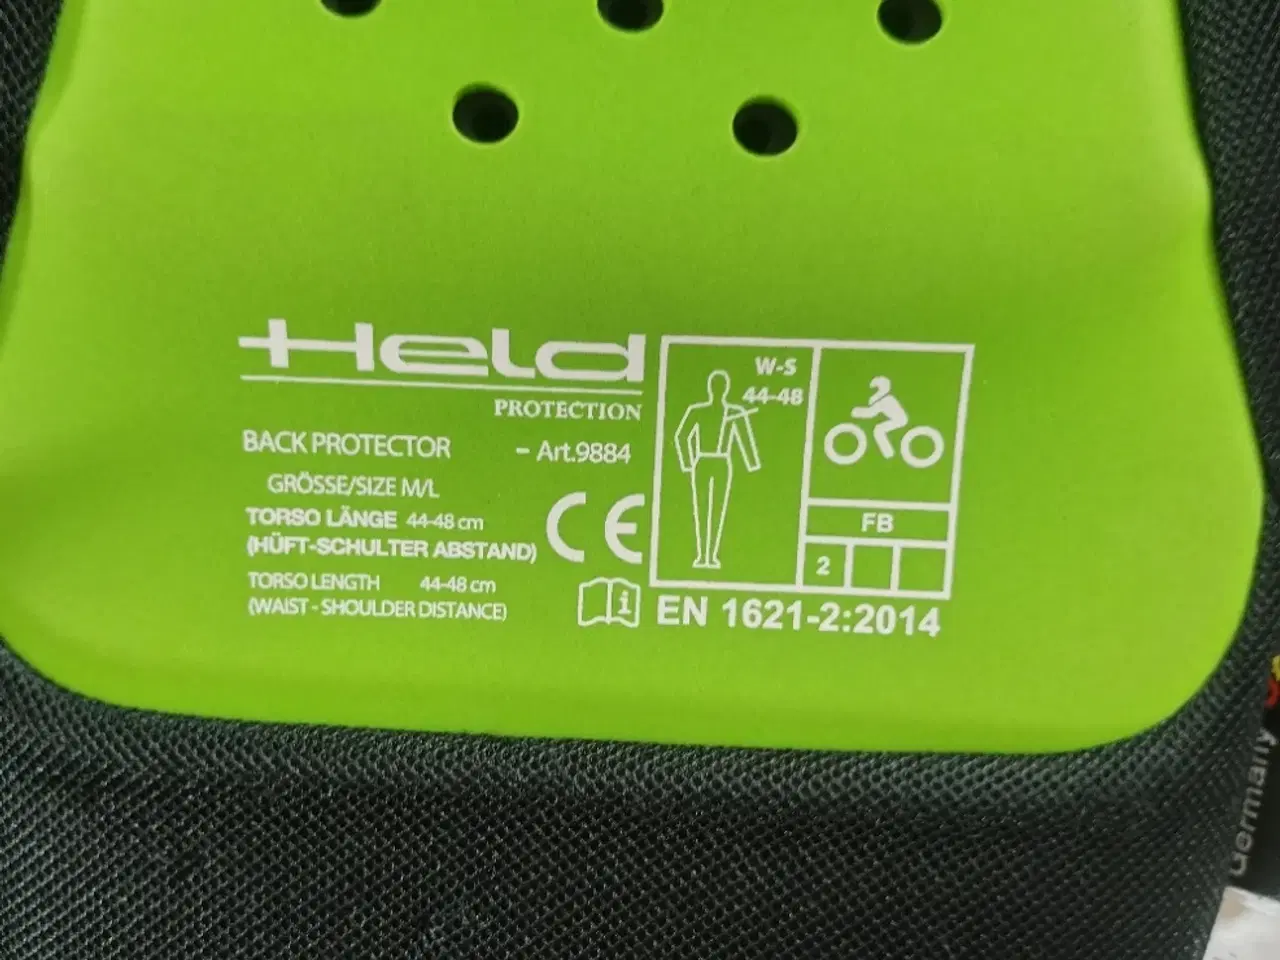 Held
PROTECTION
BACK PROTECTOR - Art.9884
GRÖSSE/SIZE M/L
TORSO LÄNGE 44-48 cm
(HÜFT-SCHULTER ABSTAND)
TORSO LENGTH 44-48 cm
(WAIST - SHOULDER DISTANCE)
CE
i
W-S
44-48
FB
2
EN 1621-2:2014
Germany